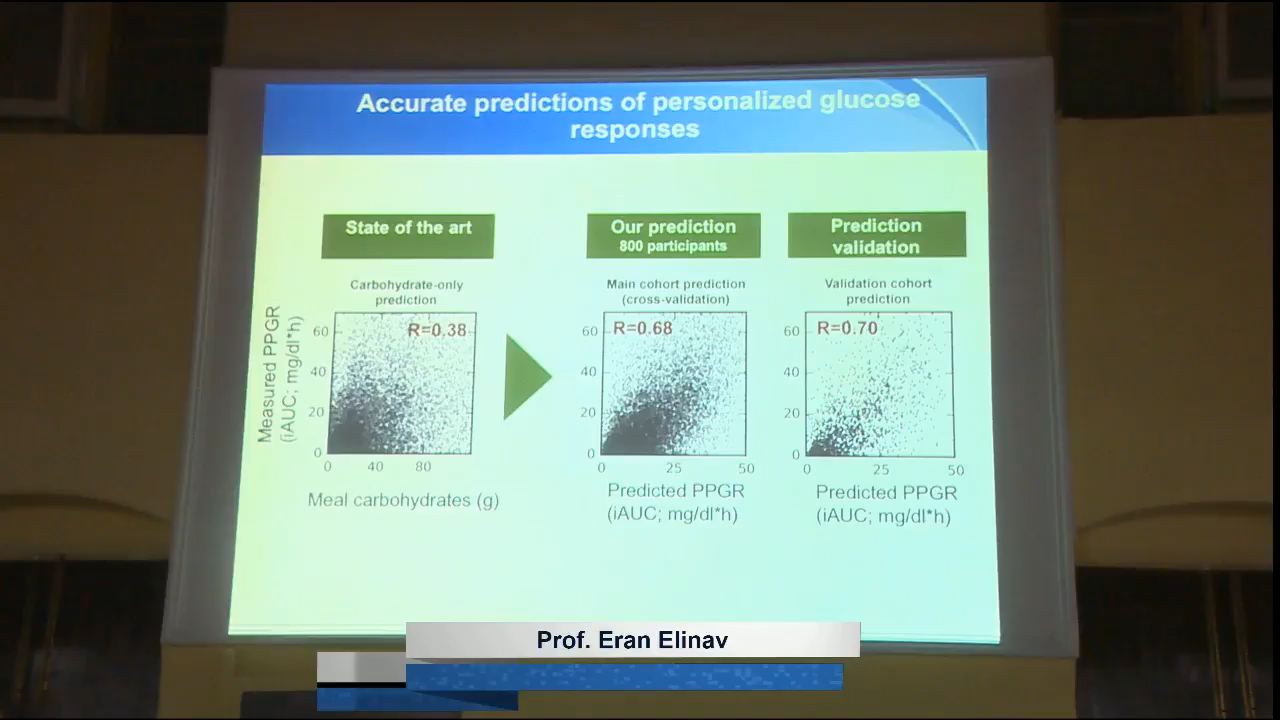 Accurate predictions of personalized glucose
responses
State of the art
Our prediction
800 participants
Prediction
validation
Carbohydrate-only
prediction
Main cohort prediction
(cross-validation)
Validation cohort
prediction
Measured PPGR
(iAUC; mg/dl*h)
R=0.38
60
40
20
0
0 40 80
Meal carbohydrates (g)
R=0.68
60
40
20
0
0 25 50
Predicted PPGR
(iAUC; mg/dl*h)
R=0.70
60
40
20
0
0 25 50
Predicted PPGR
(iAUC; mg/dl*h)
Prof. Eran Elinav